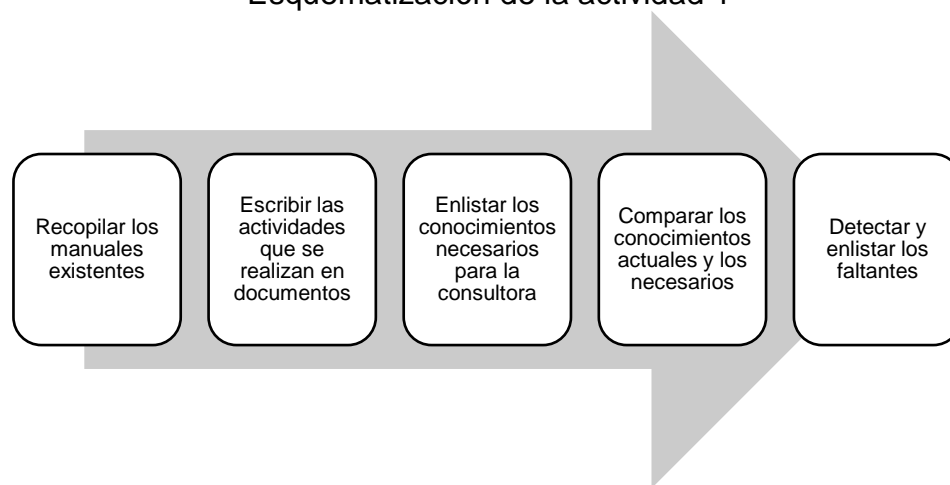 Esquematización de la actividad 1
Recopilar los
manuales
existentes
Escribir las
actividades
que se
realizan en
documentos
Enlistar los
conocimientos
necesarios
para la
consultora
Comparar los
conocimientos
actuales y los
necesarios
Detectar y
enlistar los
faltantes